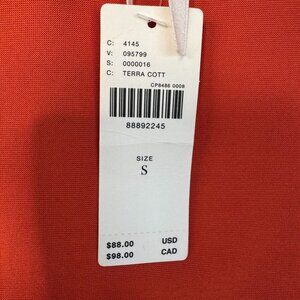 C: 4145
V: 095799
S: 0000016
C: TERRA COTT
CP8486 0008
88892245
SIZE
S
$88.00 USD
$98.00 CAD